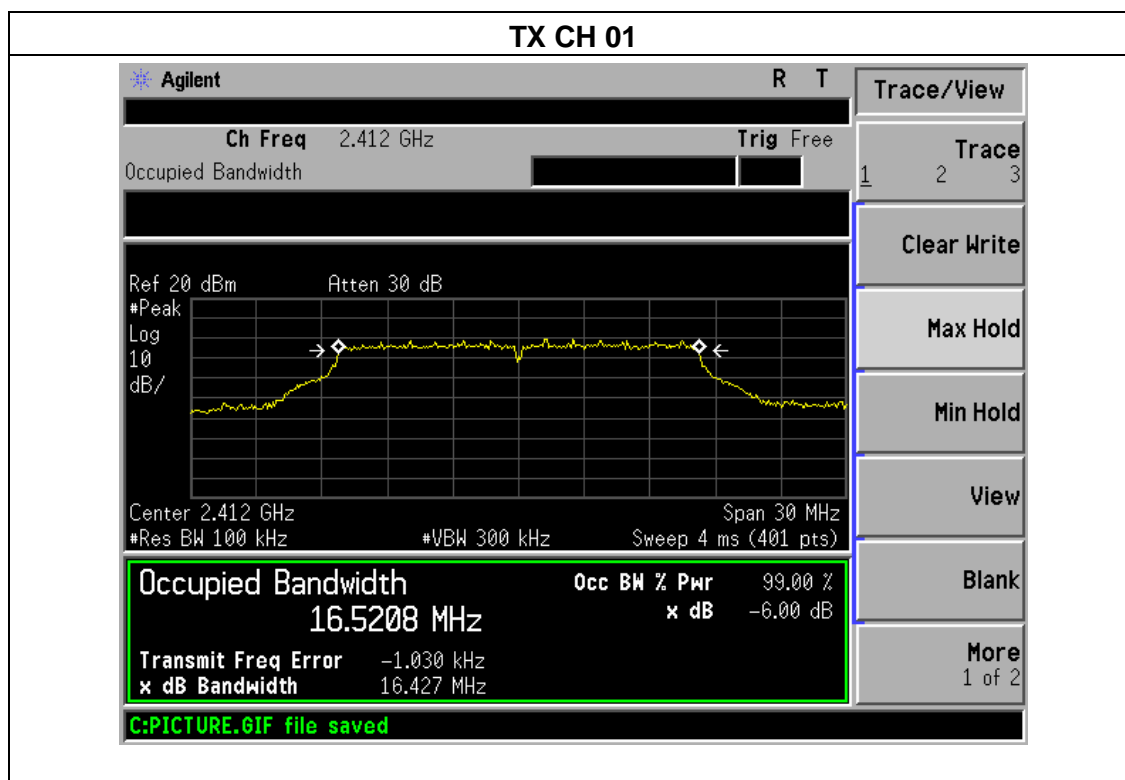 TX CH 01
Agilent R T
Trace/View
Ch Freq 2.412 GHz Trig Free
Occupied Bandwidth
Trace
1 2 3
Clear Write
Ref 20 dBm Atten 30 dB
#Peak
Log
10
dB/
Max Hold
Min Hold
View
Center 2.412 GHz Span 30 MHz
#Res BW 100 kHz #VBW 300 kHz Sweep 4 ms (401 pts)
Occupied Bandwidth Occ BW % Pwr 99.00 %
16.5208 MHz x dB -6.00 dB
Blank
Transmit Freq Error -1.030 kHz
x dB Bandwidth 16.427 MHz
More
1 of 2
C:PICTURE.GIF file saved